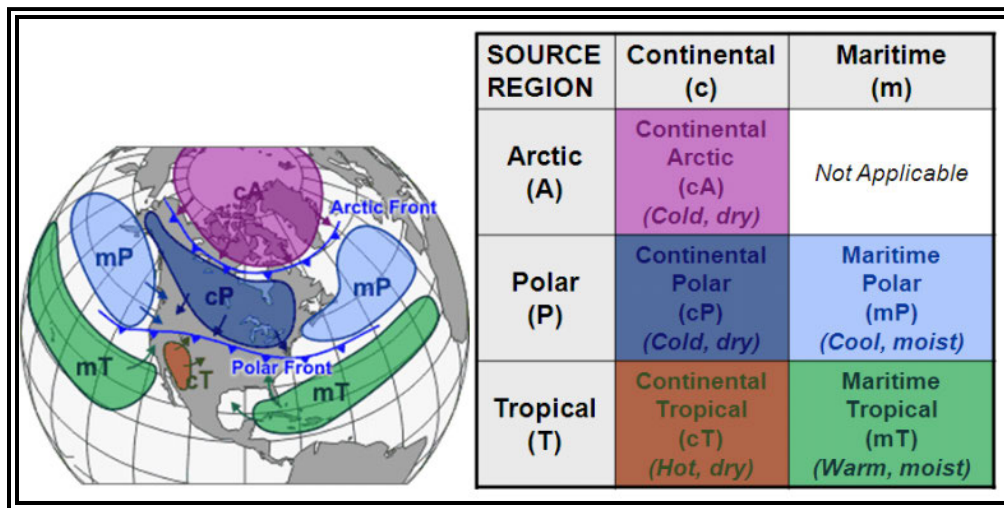 cA
Arctic Front
mP
cP
mP
mT
cT
Polar Front
mT
SOURCE REGION
Continental (c)
Maritime (m)
Arctic (A)
Continental
Arctic
(cA)
(Cold, dry)
Not Applicable
Polar (P)
Continental
Polar
(cP)
(Cold, dry)
Maritime
Polar
(mP)
(Cool, moist)
Tropical (T)
Continental
Tropical
(cT)
(Hot, dry)
Maritime
Tropical
(mT)
(Warm, moist)